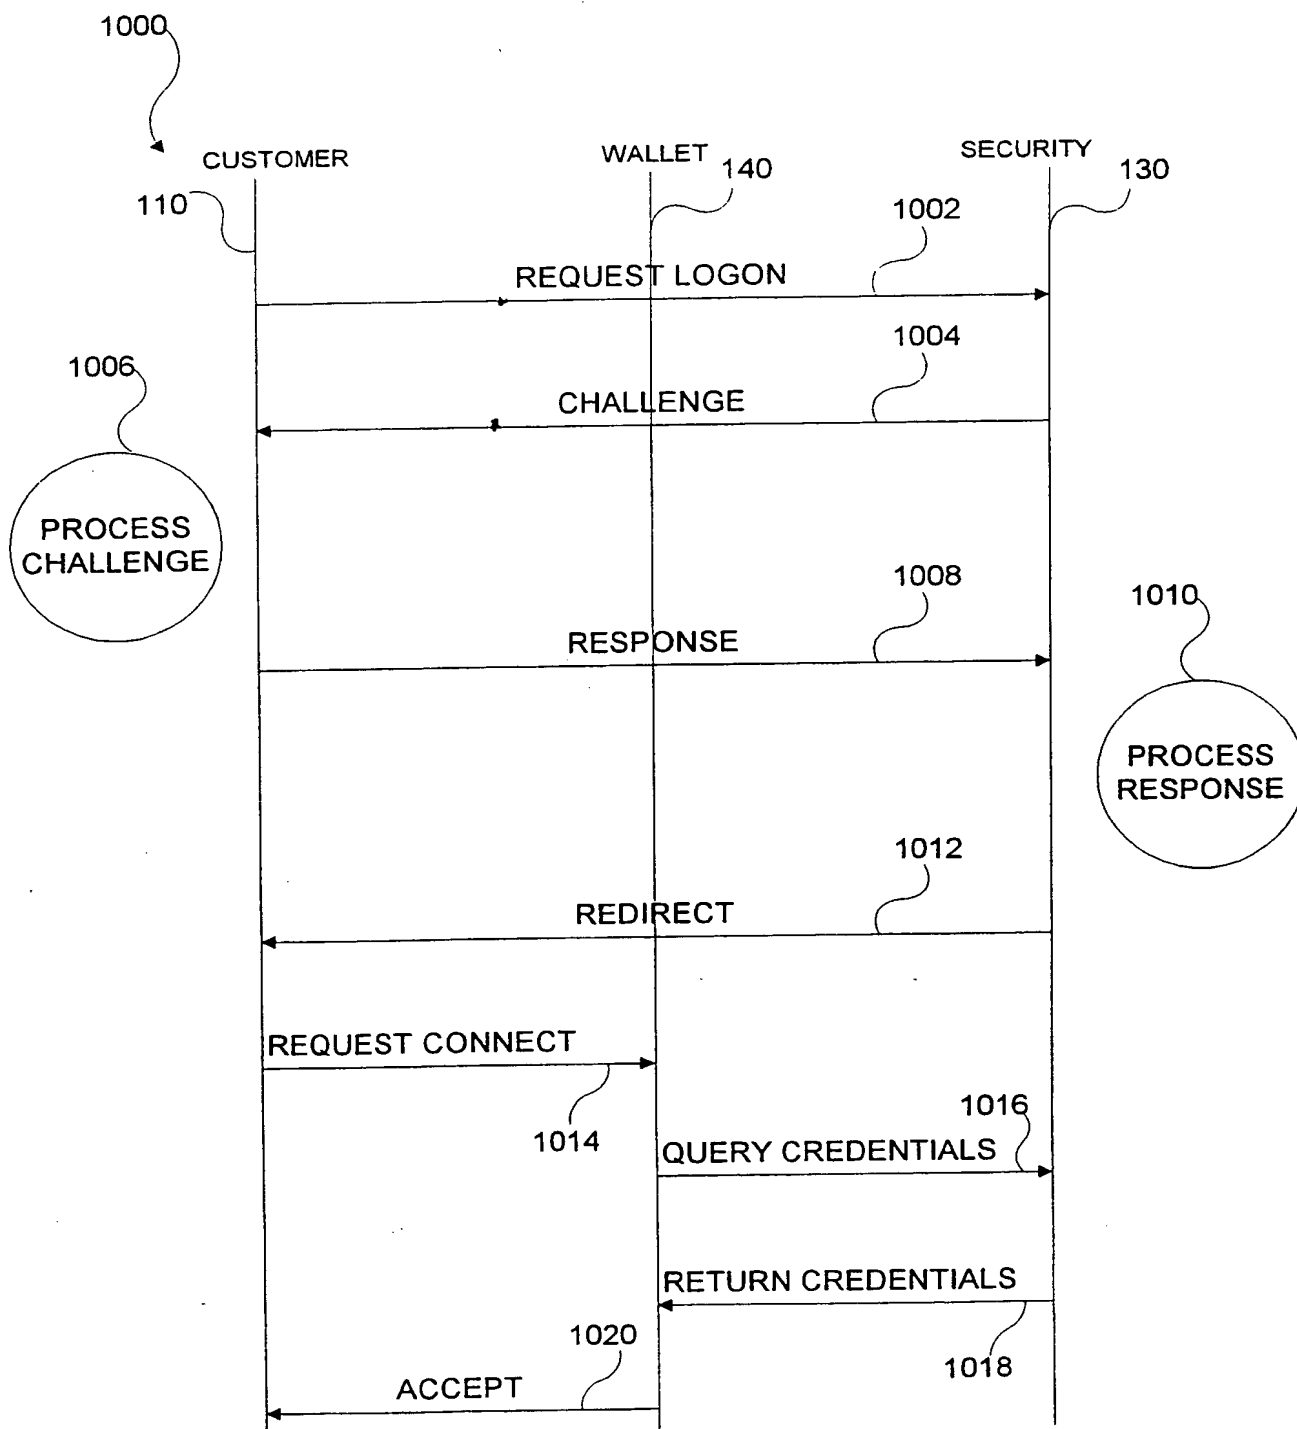 1000
CUSTOMER
WALLET
SECURITY
110
140
130
1002
REQUEST LOGON
1004
CHALLENGE
1006
PROCESS
CHALLENGE
1008
RESPONSE
1010
PROCESS
RESPONSE
1012
REDIRECT
REQUEST CONNECT
1014
1016
QUERY CREDENTIALS
RETURN CREDENTIALS
1018
1020
ACCEPT